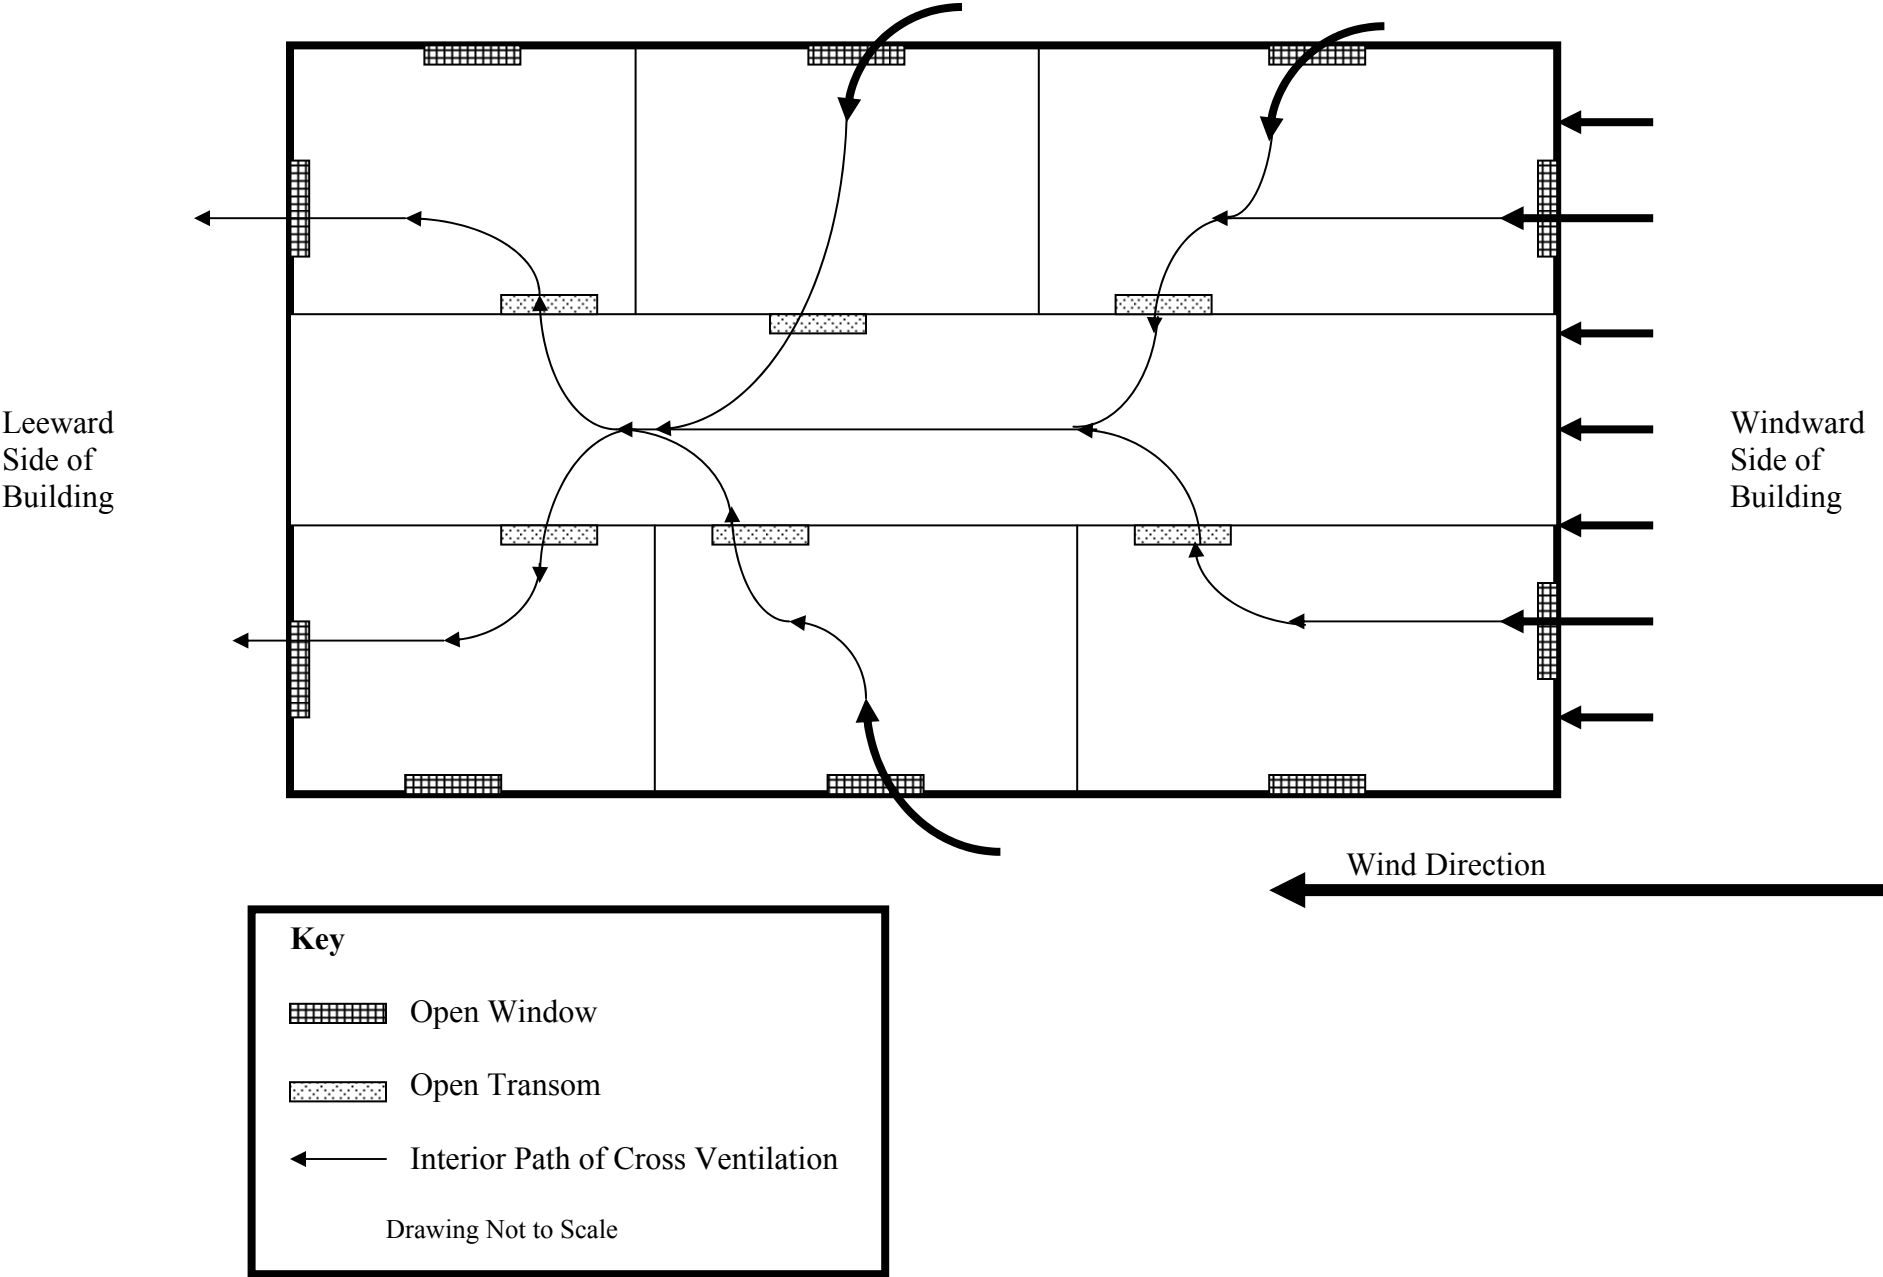 Leeward
Side of
Building
Windward
Side of
Building
Wind Direction
Key
Open Window
Open Transom
Interior Path of Cross Ventilation
Drawing Not to Scale